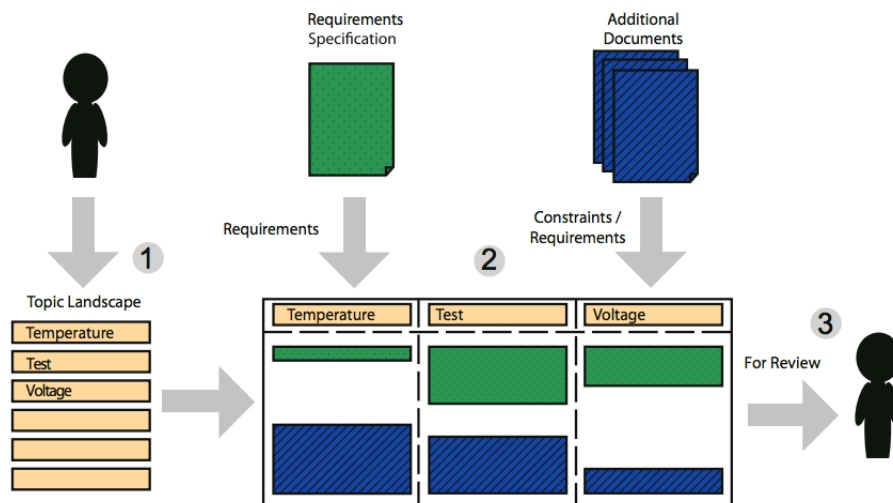 Requirements
Specification
Additional
Documents
Requirements
Constraints /
Requirements
1
2
Topic Landscape
Temperature
Test
Voltage
Temperature
Test
Voltage
3
For Review